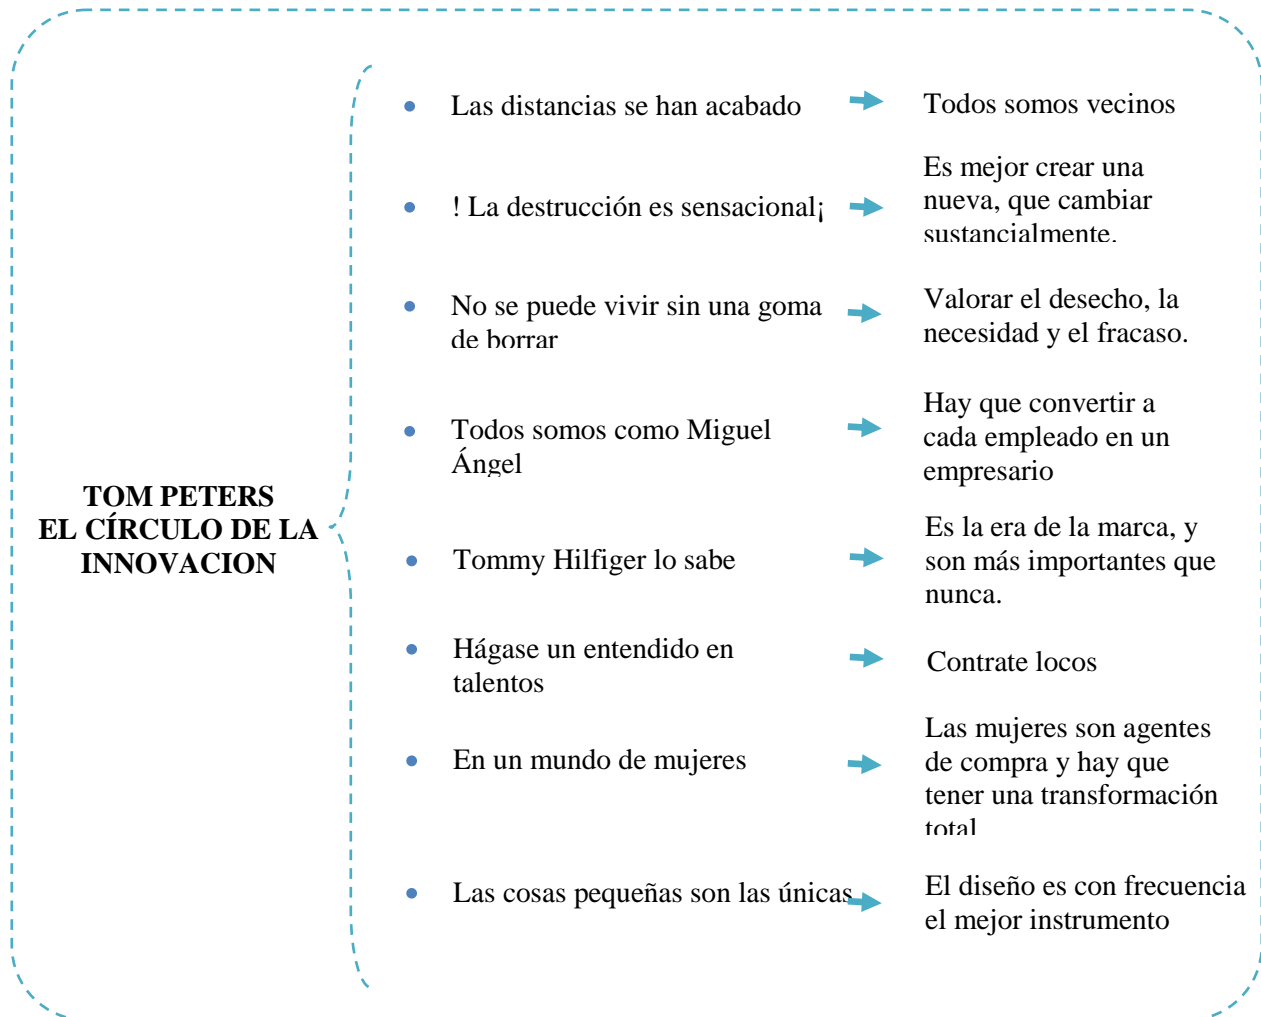 TOM PETERS
EL CÍRCULO DE LA
INNOVACION
Las distancias se han acabado
Todos somos vecinos
! La destrucción es sensacional¡
Es mejor crear una
nueva, que cambiar
sustancialmente.
No se puede vivir sin una goma
de borrar
Valorar el desecho, la
necesidad y el fracaso.
Todos somos como Miguel
Ángel
Hay que convertir a
cada empleado en un
empresario
Tommy Hilfiger lo sabe
Es la era de la marca, y
son más importantes que
nunca.
Hágase un entendido en
talentos
Contrate locos
En un mundo de mujeres
Las mujeres son agentes
de compra y hay que
tener una transformación
total
Las cosas pequeñas son las únicas
El diseño es con frecuencia
el mejor instrumento